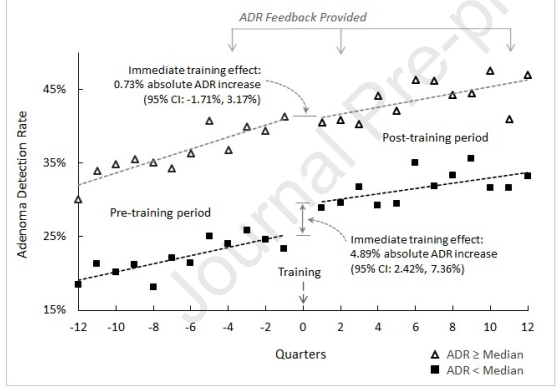 ADR Feedback Provided
Immediate training effect:
0.73% absolute ADR increase
(95% CI: -1.71%, 3.17%)
45%
35%
25%
15%
Adenoma Detection Rate
Post-training period
Pre-training period
Immediate training effect:
4.89% absolute ADR increase
(95% CI: 2.42%, 7.36%)
Training
-12 -10 -8 -6 -4 -2 0 2 4 6 8 10 12
Quarters
ADR ≥ Median
ADR < Median
Journal Pre-p